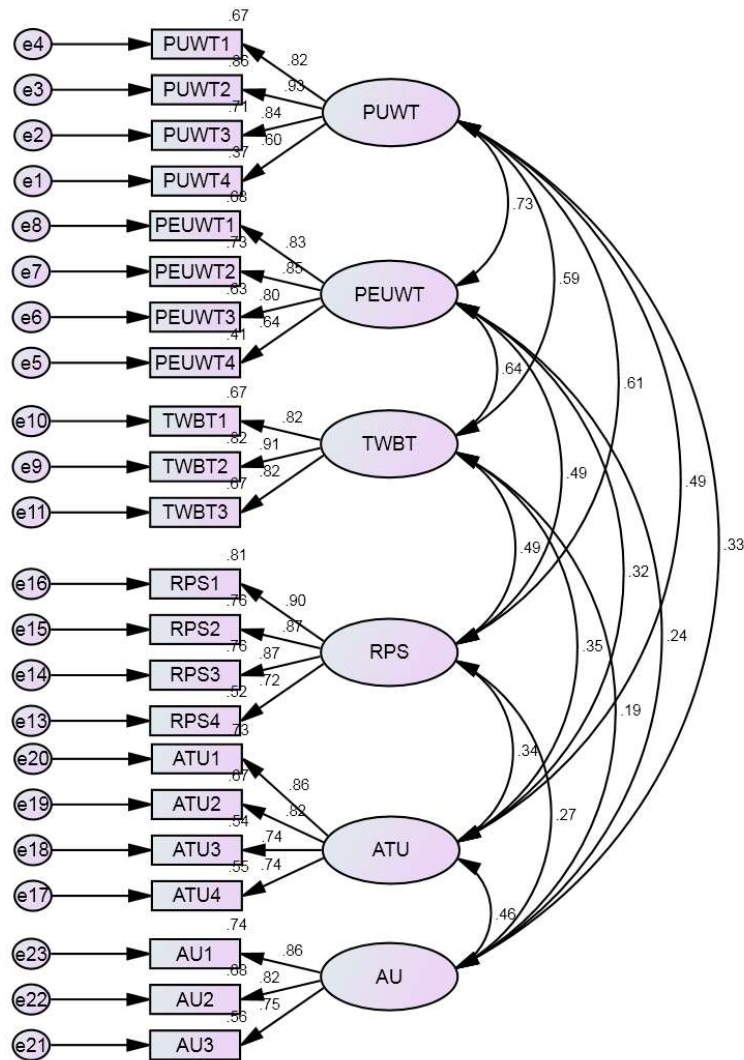 .67
e4 PUWT1 .82
.86
e3 PUWT2 .93 PUWT
.71
e2 PUWT3 .84
.60
.37
e1 PUWT4
.68
.73
e8 PEUWT1 .83
.73
e7 PEUWT2 .85
.59
PEUWT
.63
e6 PEUWT3 .80
.64
.41
e5 PEUWT4
.64
.61
.67
e10 TWBT1 .82
.82
e9 TWBT2 .91 TWBT
.67 .82
e11 TWBT3
.49
.49
.49
.33
.81
e16 RPS1 .90
.32
.76
e15 RPS2 .87
.24
.76
.35
RPS
e14 RPS3 .87
.72
.52
e13 RPS4
.19
.73
e20 ATU1
.34
.67
.86
e19 ATU2 .82
.27
.54
e18 ATU3 .74 ATU
.55 .74
e17 ATU4
.46
.74
e23 AU1 .86
.68
e22 AU2 .82 AU
.56 .75
e21 AU3